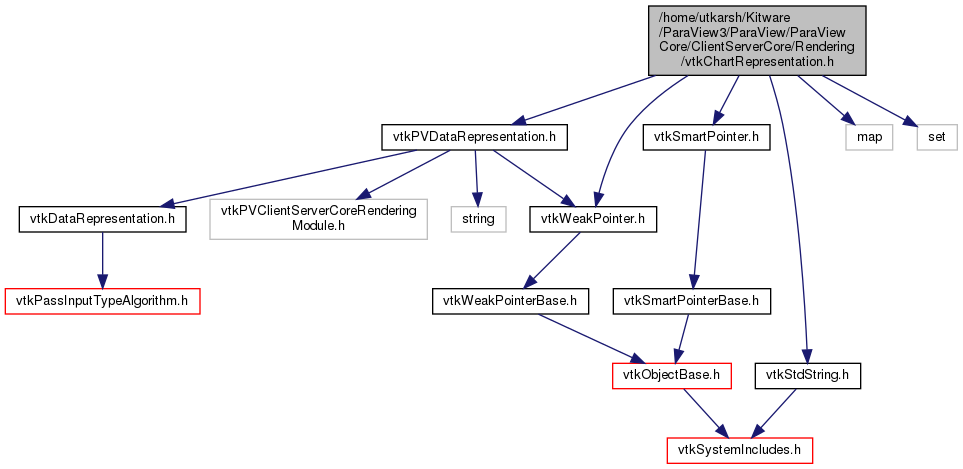 /home/utkarsh/Kitware
/ParaView3/ParaView/ParaView
Core/ClientServerCore/Rendering
/vtkChartRepresentation.h
vtkPVDataRepresentation.h
vtkSmartPointer.h
map
set
vtkDataRepresentation.h
vtkPVClientServerCoreRendering
Module.h
string
vtkWeakPointer.h
vtkPassInputTypeAlgorithm.h
vtkWeakPointerBase.h
vtkSmartPointerBase.h
vtkObjectBase.h
vtkStdString.h
vtkSystemIncludes.h